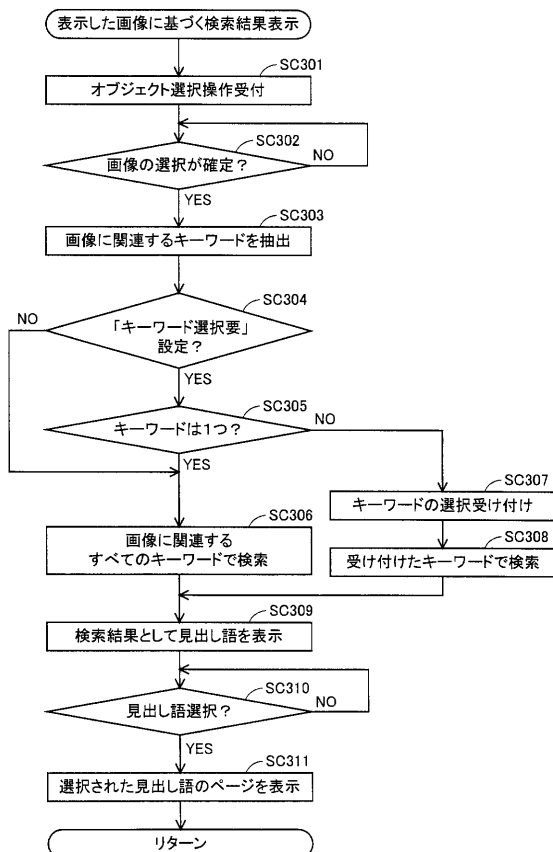 表示した画像に基づく検索結果表示
SC301
オブジェクト選択操作受付
SC302
画像の選択が確定？
NO
YES
SC303
画像に関連するキーワードを抽出
SC304
NO
「キーワード選択要」
設定？
YES
SC305
キーワードは１つ？
NO
YES
SC307
キーワードの選択受け付け
SC306
画像に関連する
すべてのキーワードで検索
SC308
受け付けたキーワードで検索
SC309
検索結果として見出し語を表示
SC310
見出し語選択？
NO
YES
SC311
選択された見出し語のページを表示
リターン